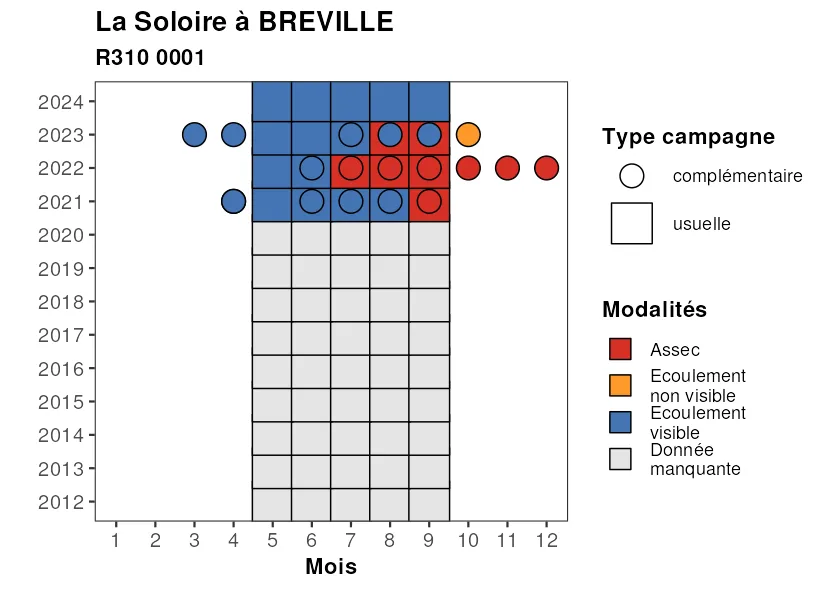 La Soloire à BREVILLE
R310 0001
2024
2023
2022
2021
2020
2019
2018
2017
2016
2015
2014
2013
2012
1 2 3 4 5 6 7 8 9 10 11 12
Mois
Type campagne
complémentaire
usuelle
Modalités
Assec
Ecoulement
non visible
Ecoulement
visible
Donnée
manquante